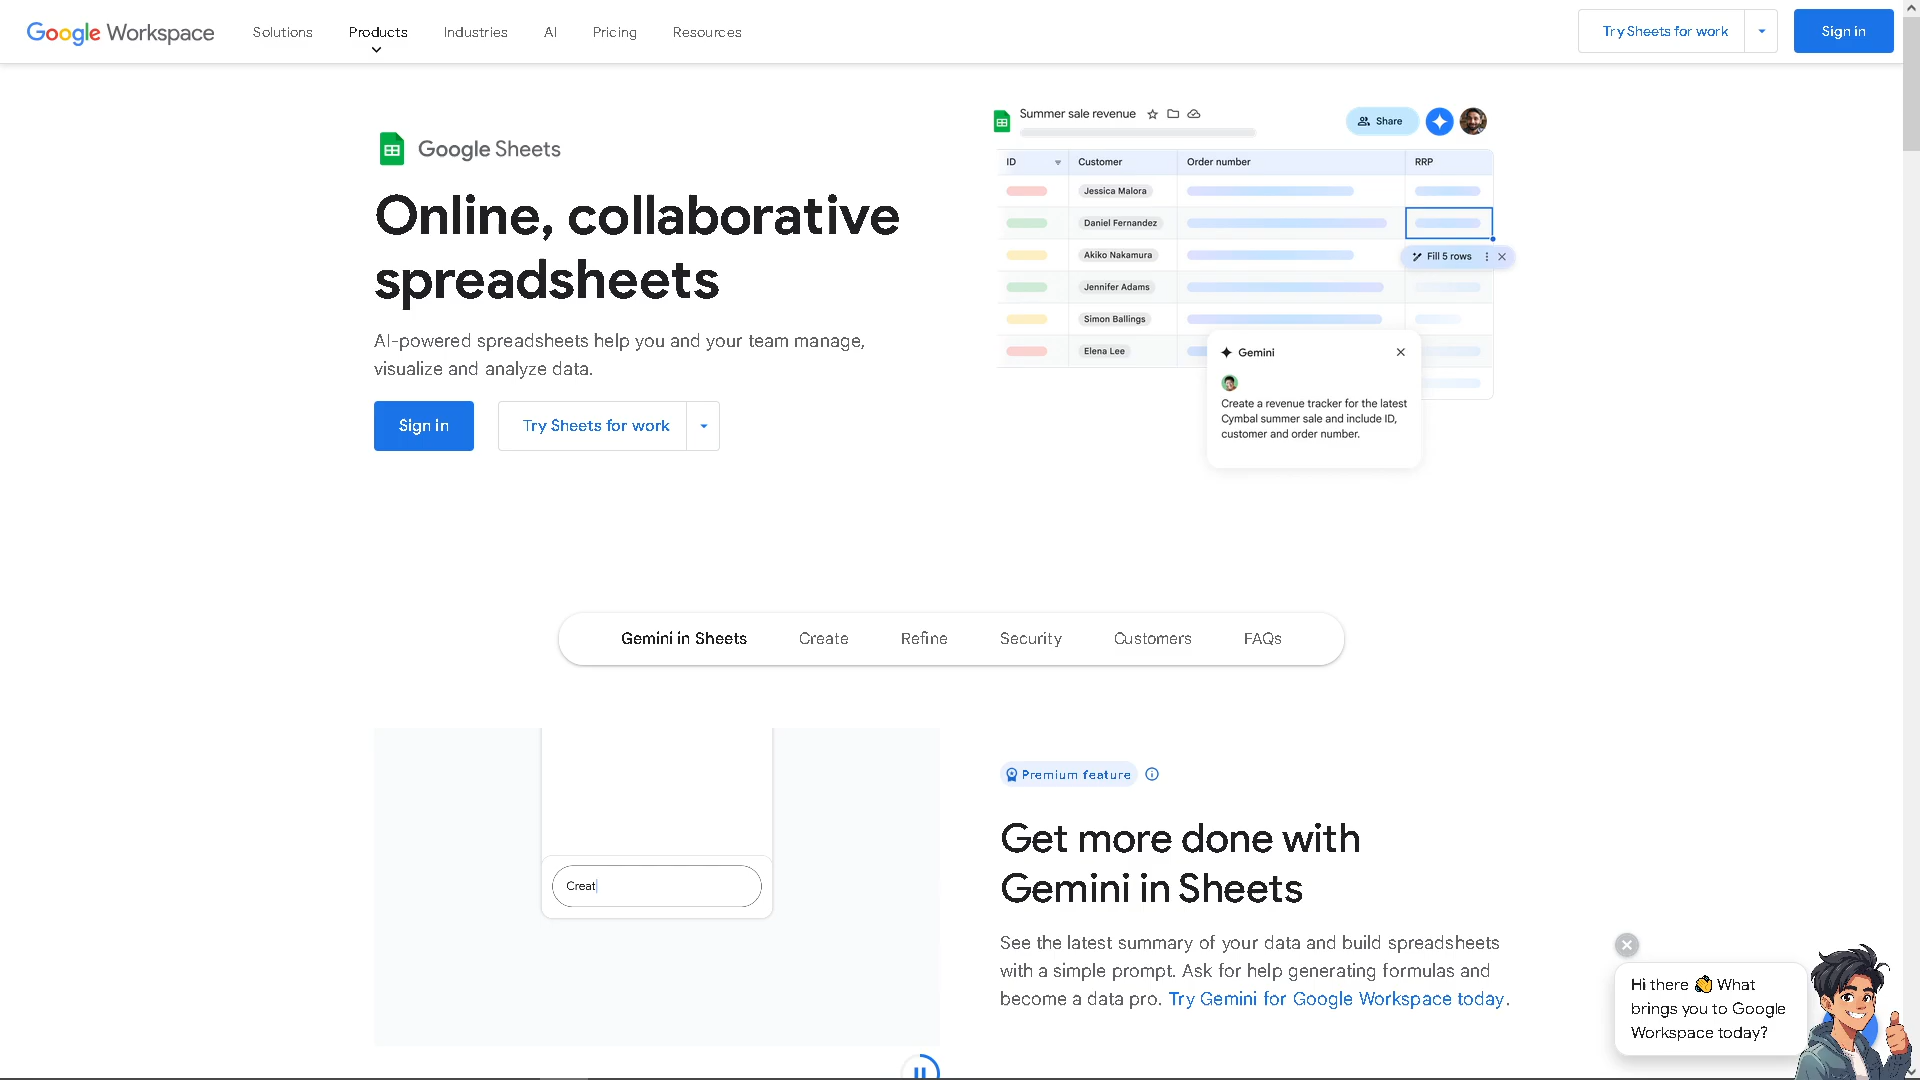 Google Workspace
Solutions
Products
Industries
AI
Pricing
Resources
Try Sheets for work
Sign in
Google Sheets
Online, collaborative
spreadsheets
AI-powered spreadsheets help you and your team manage,
visualize and analyze data.
Sign in
Try Sheets for work
Summer sale revenue
Share
ID
Customer
Order number
RRP
Jessica Malora
Daniel Fernandez
Akiko Nakamura
Fill 5 rows
Jennifer Adams
Simon Ballings
Elena Lee
Gemini
Create a revenue tracker for the latest
Cymbal summer sale and include ID,
customer and order number.
Gemini in Sheets
Create
Refine
Security
Customers
FAQs
Creat
Premium feature
Get more done with
Gemini in Sheets
See the latest summary of your data and build spreadsheets
with a simple prompt. Ask for help generating formulas and
become a data pro. Try Gemini for Google Workspace today.
Hi there 👋 What
brings you to Google
Workspace today?